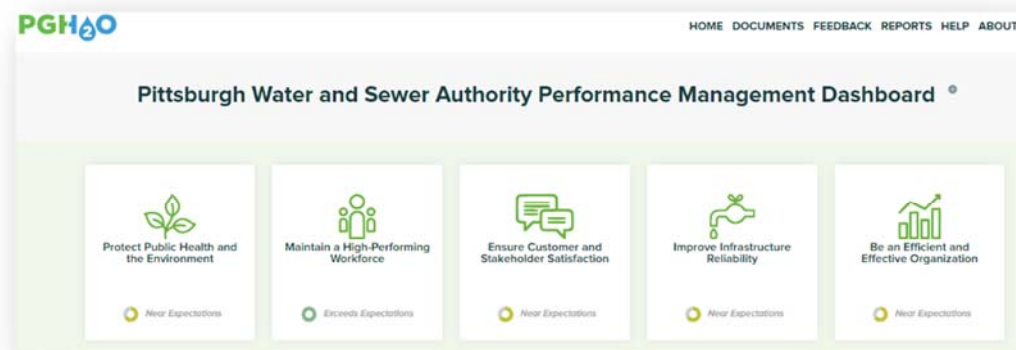 PGH2O
HOME DOCUMENTS FEEDBACK REPORTS HELP ABOUT
Pittsburgh Water and Sewer Authority Performance Management Dashboard
Protect Public Health and
the Environment
Near Expectations
Maintain a High-Performing
Workforce
Exceeds Expectations
Ensure Customer and
Stakeholder Satisfaction
Near Expectations
Improve Infrastructure
Reliability
Near Expectations
Be an Efficient and
Effective Organization
Near Expectations